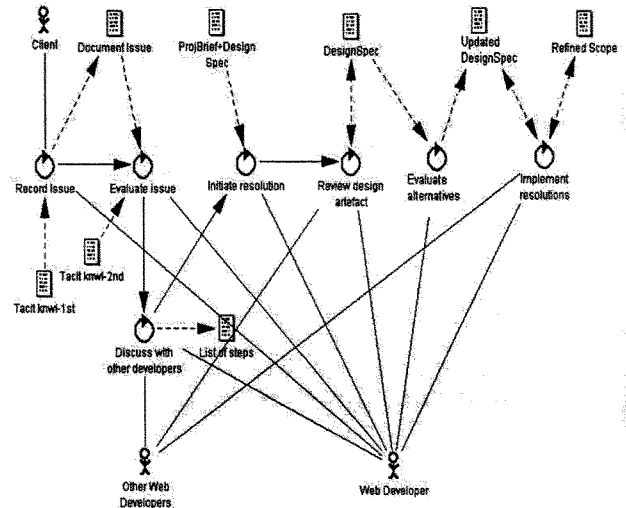 Client
Document Issue
ProjBrief+Design
Spec
DesignSpec
Updated
DesignSpec
Refined Scope
Record Issue
Evaluate issue
Initiate resolution
Review design
artefact
Evaluate
alternatives
Implement
resolutions
Tacit knwl-2nd
Tacit knwl-1st
Discuss with
other developers
List of steps
Other Web
Developers
Web Developer